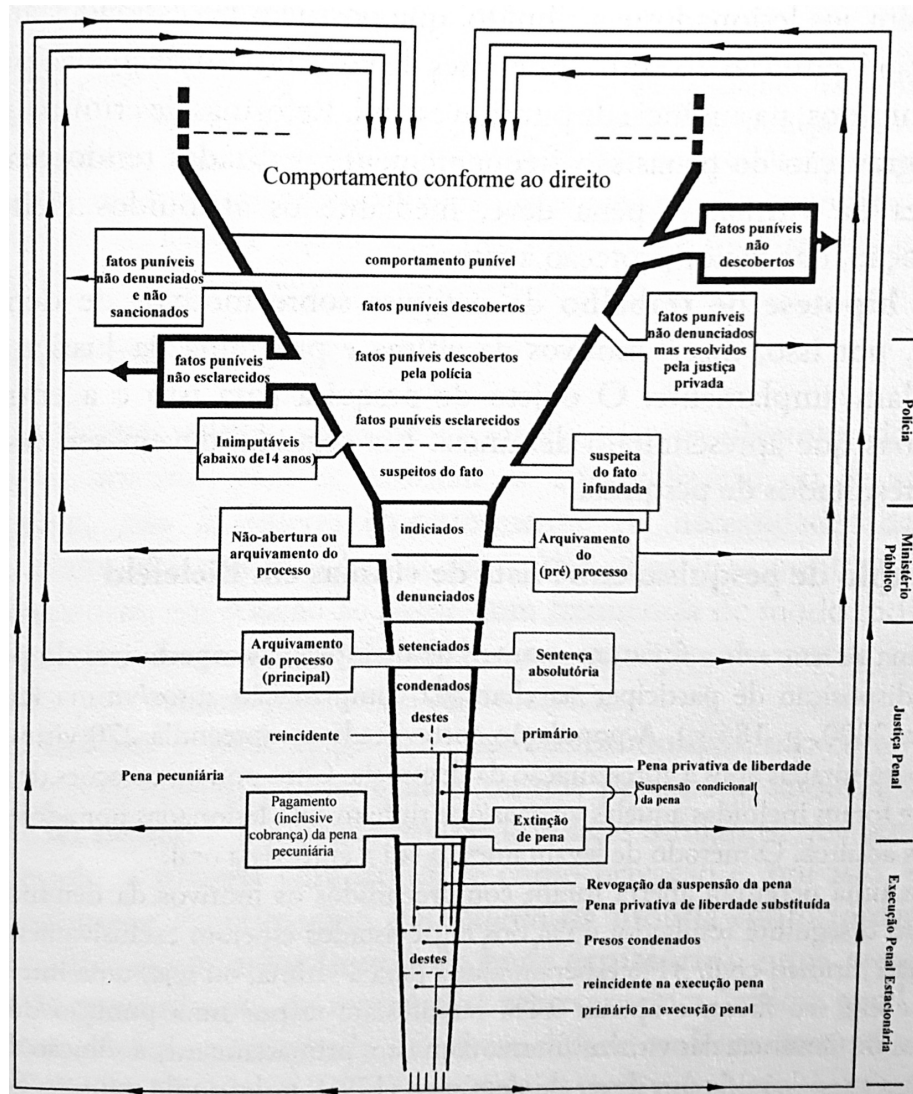 Comportamento conforme ao direito
fatos puníveis
não
descobertos
comportamento punível
fatos puníveis
não denunciados
e não
sancionados
fatos puníveis descobertos
fatos puníveis
não denunciados
mas resolvidos
pela justiça
privada
fatos puníveis
não esclarecidos
fatos puníveis descobertos
pela polícia
fatos puníveis esclarecidos
Polícia
Inimputáveis
(abaixo de14 anos)
suspeitos do fato
suspeita
do fato
infundada
indiciados
Não-abertura ou
arquivamento do
processo
Arquivamento
do
(pré) processo
Ministério
Público
denunciados
Arquivamento
do processo
(principal)
setenciados
Sentença
absolutória
condenados
destes
reincidente
primário
Justiça Penal
Pena pecuniária
Pena privativa de liberdade
Suspensão condicional
da pena
Pagamento
(inclusive
cobrança) da pena
pecuniária
Extinção
de pena
Revogação da suspensão da pena
Pena privativa de liberdade subsidiária
Presos condenados
destes
reincidente na execução pena
primário na execução penal
Execução Penal Estacionária